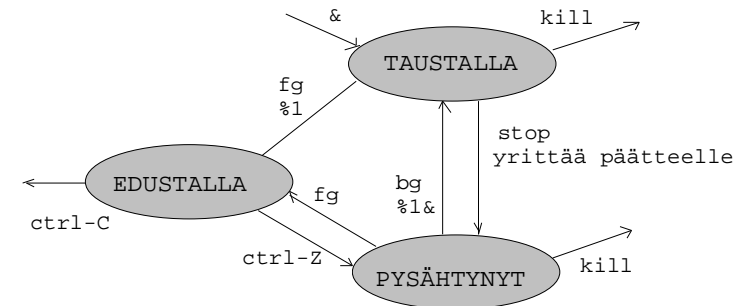 &
kill
TAUSTALLA
fg
%1
stop
yrittää päätteelle
EDUSTALLA
fg
bg
%1&
ctrl-C
ctrl-Z
PYSÄHTYNYT
kill